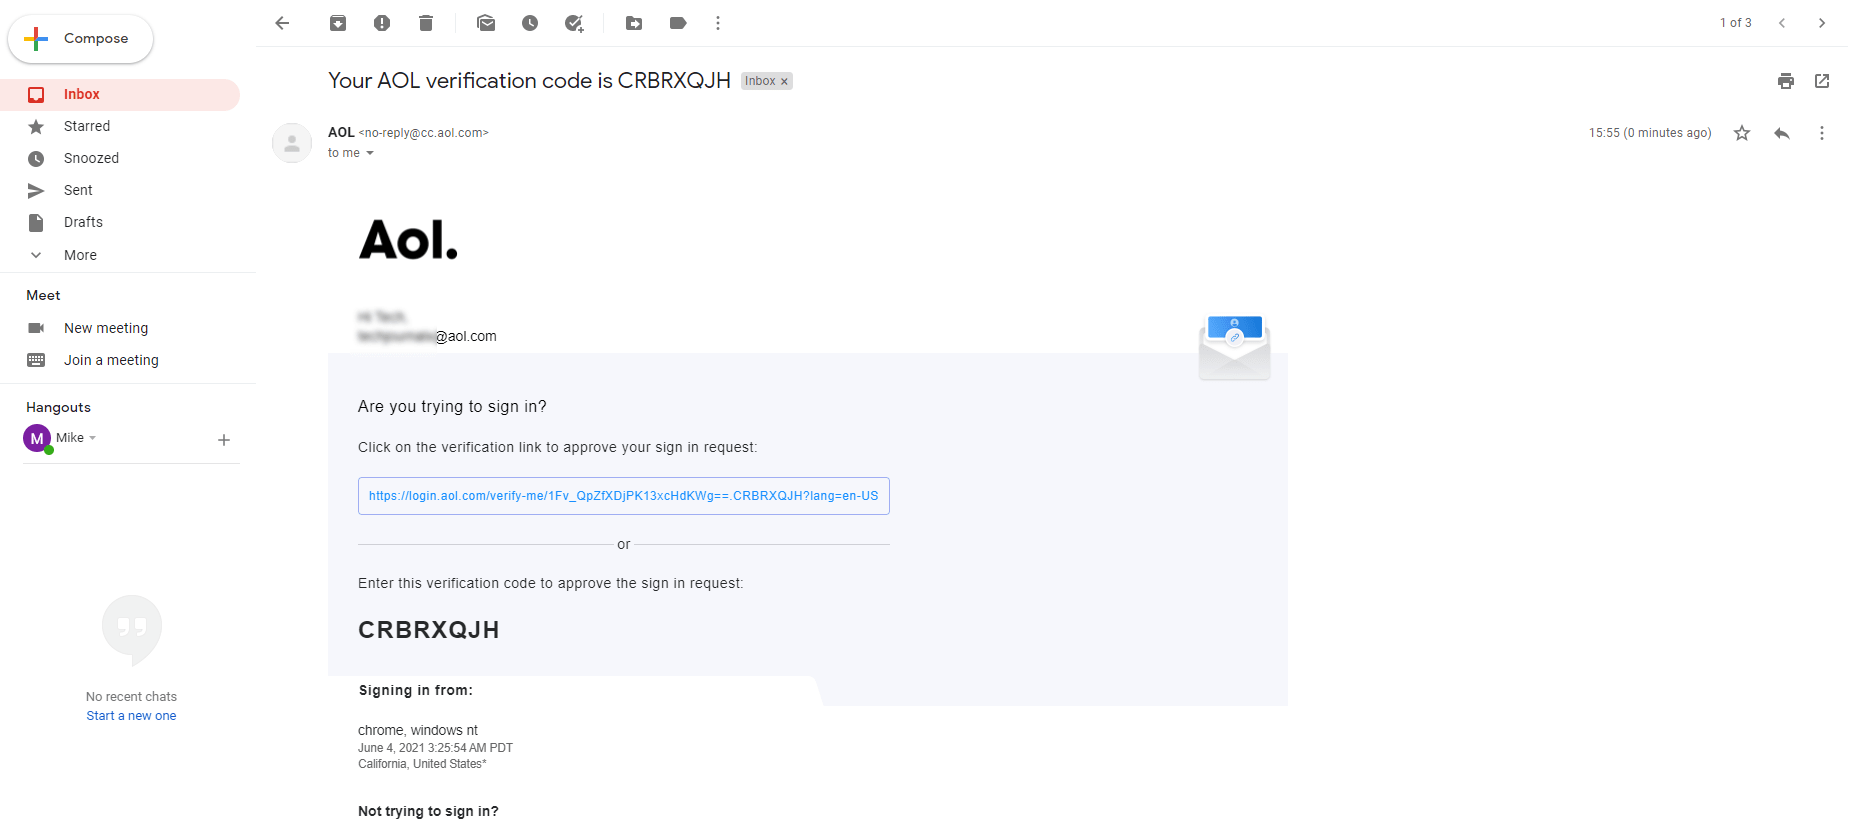 Compose
1 of 3
Inbox
Starred
Snoozed
Sent
Drafts
More
Meet
New meeting
Join a meeting
Hangouts
M Mike
No recent chats
Start a new one
Your AOL verification code is CRBRXQJH Inbox x
AOL <no-reply@cc.aol.com> 15:55 (0 minutes ago)
to me
Aol.
@aol.com
Are you trying to sign in?
Click on the verification link to approve your sign in request:
https://login.aol.com/verify-me/1Fv_QpZfXDjPK13xcHdKWg==.CRBRXQJH?lang=en-US
or
Enter this verification code to approve the sign in request:
CRBRXQJH
Signing in from:
chrome, windows nt
June 4, 2021 3:25:54 AM PDT
California, United States*
Not trying to sign in?